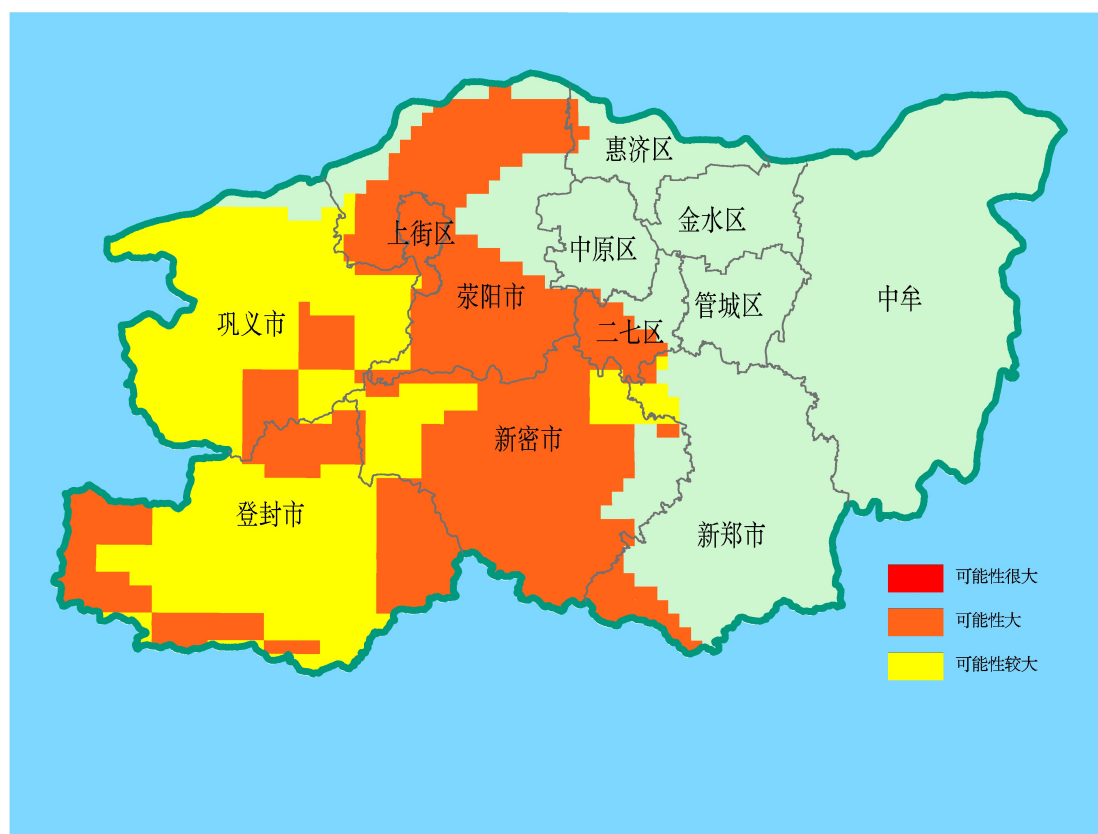 惠济区
金水区
上街区
中原区
荥阳市
管城区
中牟
巩义市
二七区
新密市
登封市
新郑市
可能性很大
可能性大
可能性较大